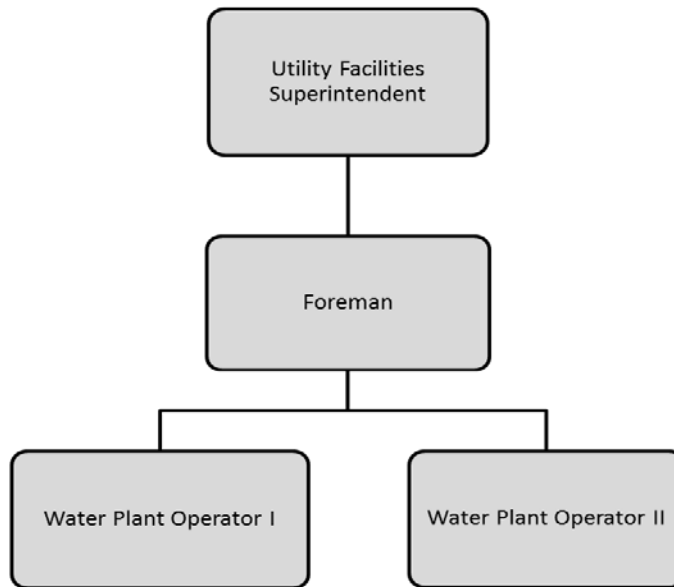 Utility Facilities
Superintendent
Foreman
Water Plant Operator I
Water Plant Operator II